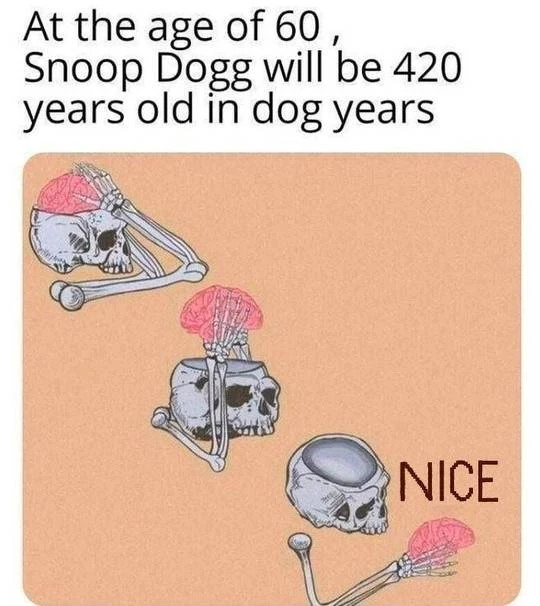 At the age of 60 ,
Snoop Dogg will be 420
years old in dog years
NICE